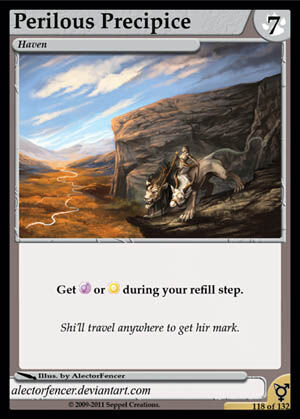 Perilous Precipice 7
Haven
Get or during your refill step.
Shi'll travel anywhere to get hir mark.
Illus. by AlectorFencer
alectorfencer.deviantart.com
© 2009-2011 Seppel Creations. 118 of 132